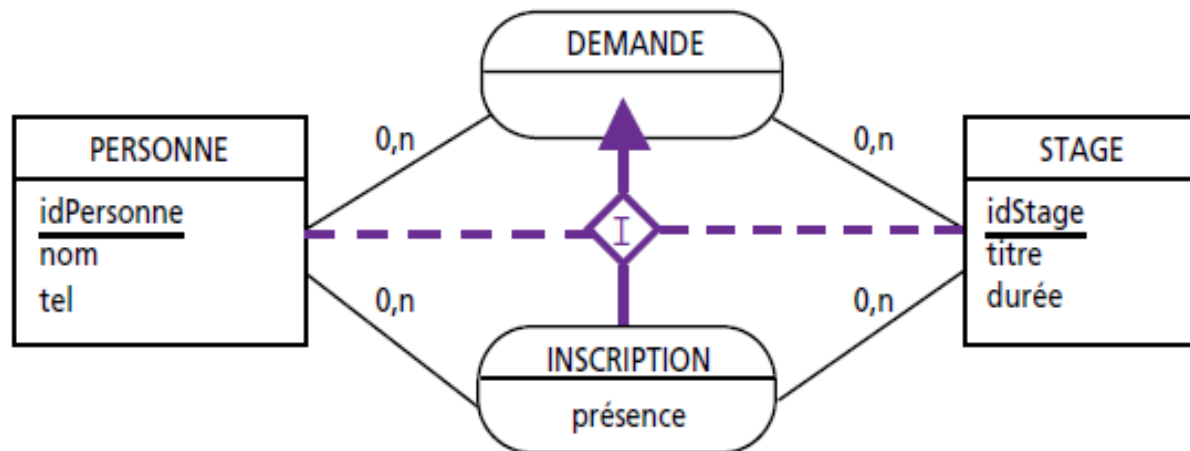 DEMANDE
PERSONNE
idPersonne
nom
tel
0,n
0,n
STAGE
idStage
titre
durée
I
0,n
0,n
INSCRIPTION
présence